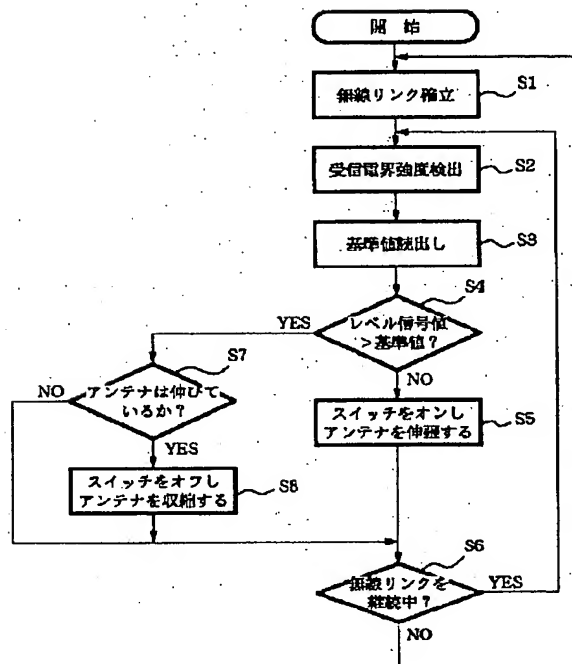 開 始
無線リンク確立
S1
受信電界強度検出
S2
基準値読出し
S3
S4
レベル信号値
>基準値?
YES
NO
S7
アンテナは伸びて
いるか?
NO
YES
スイッチをオンし
アンテナを伸張する
S5
スイッチをオフし
アンテナを収縮する
S8
S6
無線リンクを
継続中?
YES
NO